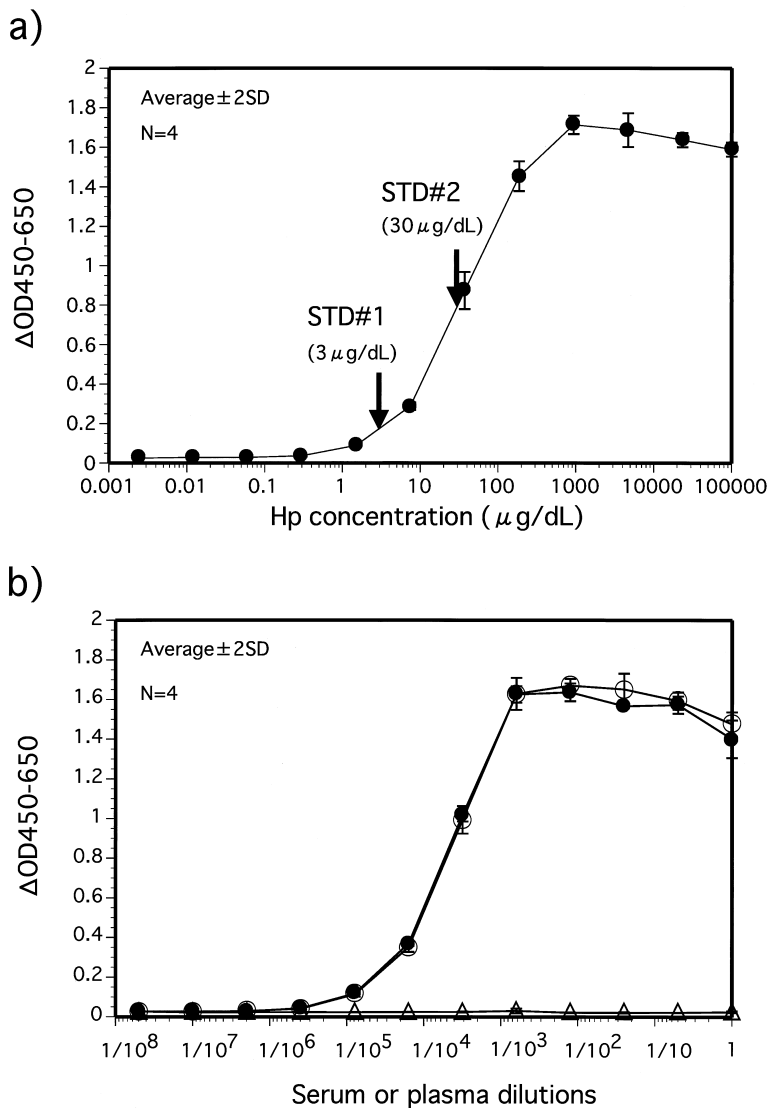 a)
2
1.8
1.6
1.4
1.2
1
0.8
0.6
0.4
0.2
0
ΔOD450-650
Average±2SD
N=4
STD#2
(30μg/dL)
STD#1
(3μg/dL)
0.001 0.01 0.1 1 10 100 1000 10000 100000
Hp concentration (μg/dL)
b)
2
1.8
1.6
1.4
1.2
1
0.8
0.6
0.4
0.2
0
ΔOD450-650
Average±2SD
N=4
1/10⁸ 1/10⁷ 1/10⁶ 1/10⁵ 1/10⁴ 1/10³ 1/10² 1/10 1
Serum or plasma dilutions